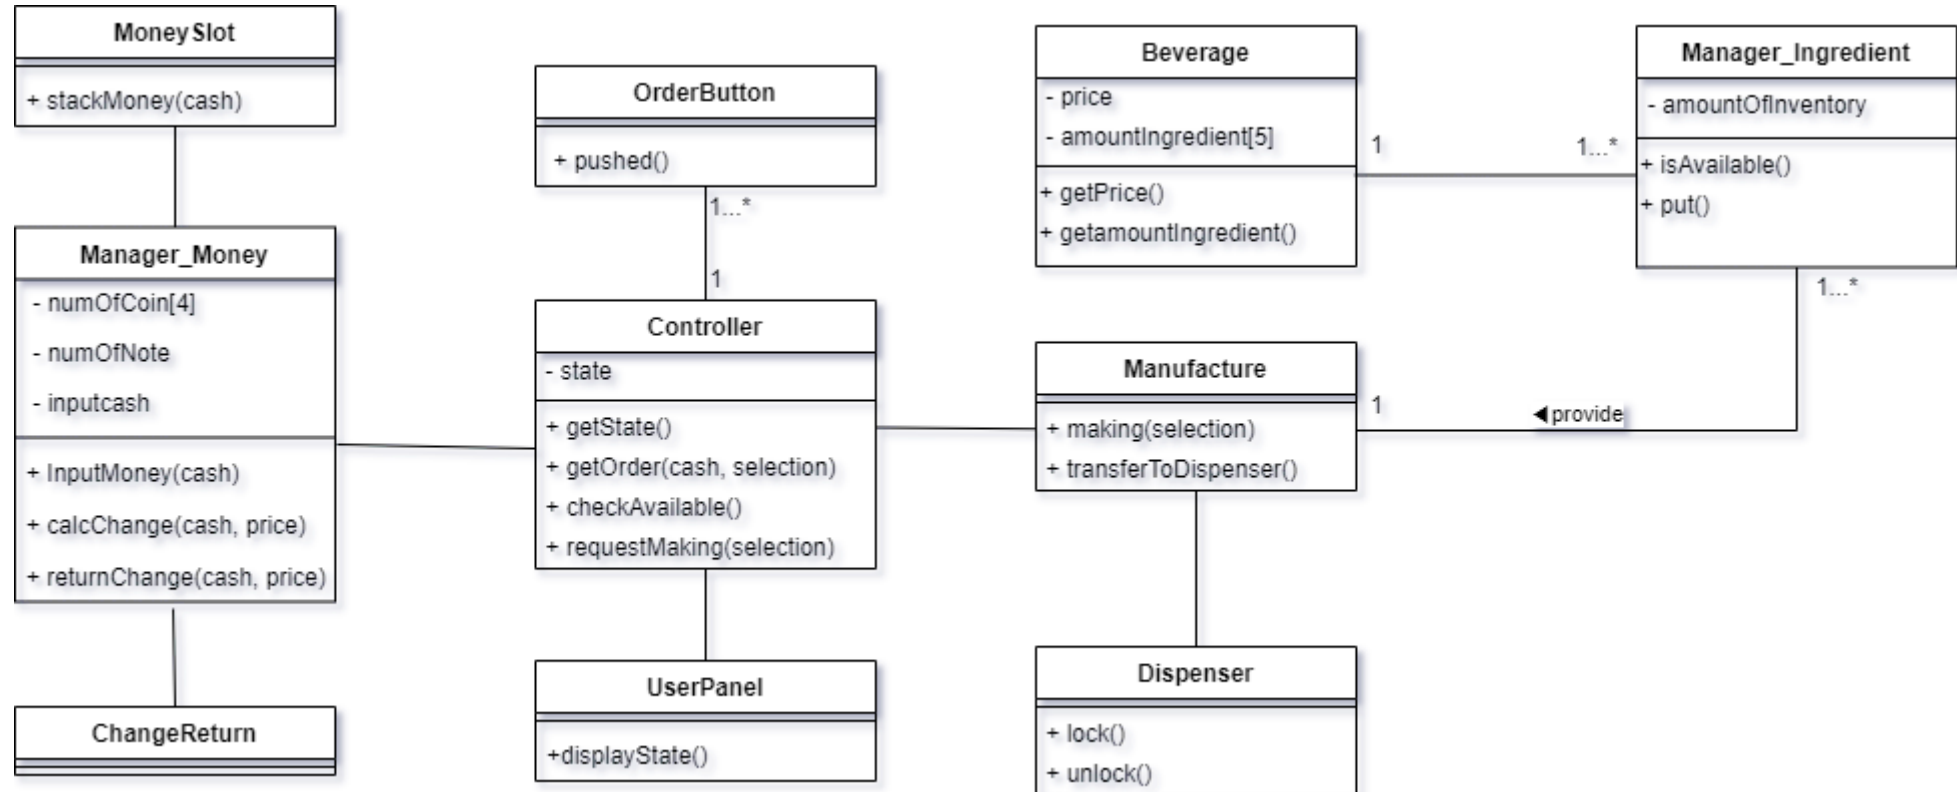 MoneySlot
+ stackMoney(cash)
Manager_Money
- numOfCoin[4]
- numOfNote
- inputcash
+ InputMoney(cash)
+ calcChange(cash, price)
+ returnChange(cash, price)
ChangeReturn
OrderButton
+ pushed()
1...*
1
Controller
- state
+ getState()
+ getOrder(cash, selection)
+ checkAvailable()
+ requestMaking(selection)
UserPanel
+displayState()
Beverage
- price
- amountIngredient[5]
+ getPrice()
+ getamountIngredient()
1
1...*
Manager_Ingredient
- amountOfInventory
+ isAvailable()
+ put()
1...*
Manufacture
+ making(selection)
+ transferToDispenser()
1
◀provide
Dispenser
+ lock()
+ unlock()